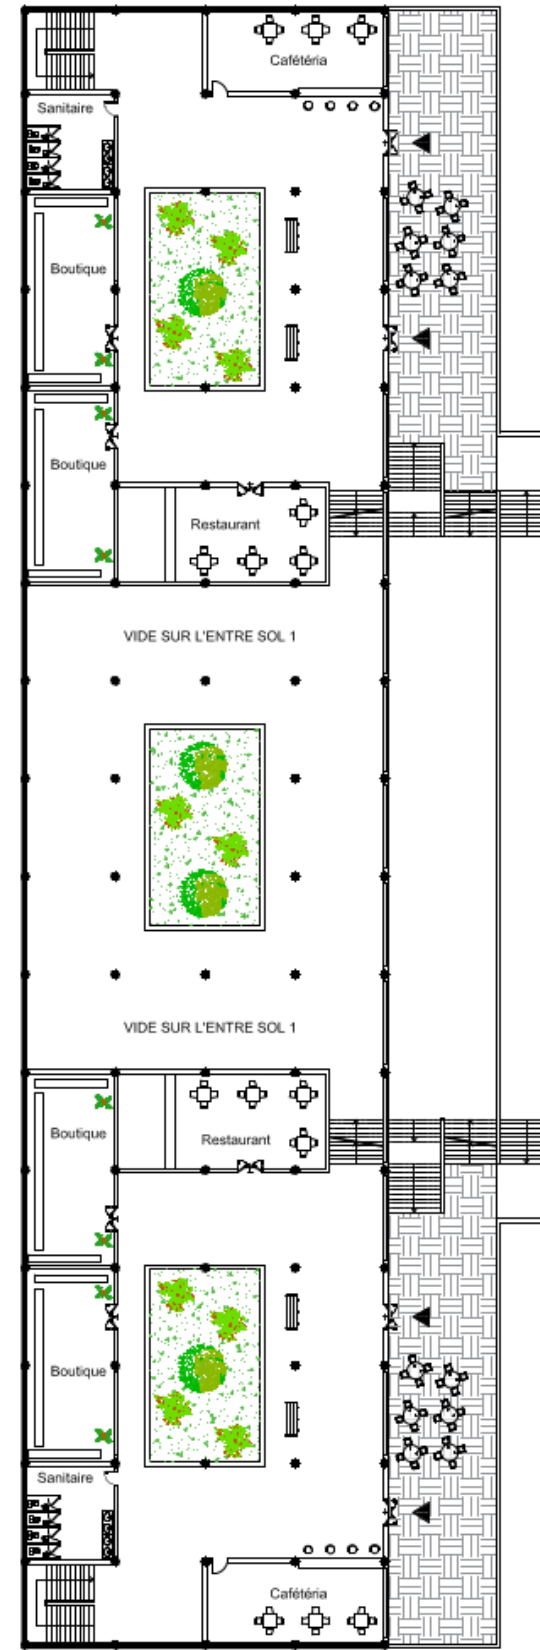 Cafétéria
Sanitaire
Boutique
Boutique
Restaurant
VIDE SUR L'ENTRE SOL 1
VIDE SUR L'ENTRE SOL 1
Boutique
Restaurant
Boutique
Sanitaire
Cafétéria